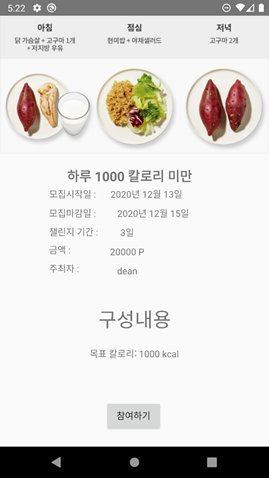 5:22
아침 점심 저녁
닭 가슴살 + 고구마 1개 현미밥 + 야채샐러드 고구마 2개
+ 저지방 우유
하루 1000 칼로리 미만
모집시작일 : 2020년 12월 13일
모집마감일 : 2020년 12월 15일
챌린지 기간 : 3일
금액 : 20000 P
주최자 : dean
구성내용
목표 칼로리: 1000 kcal
참여하기